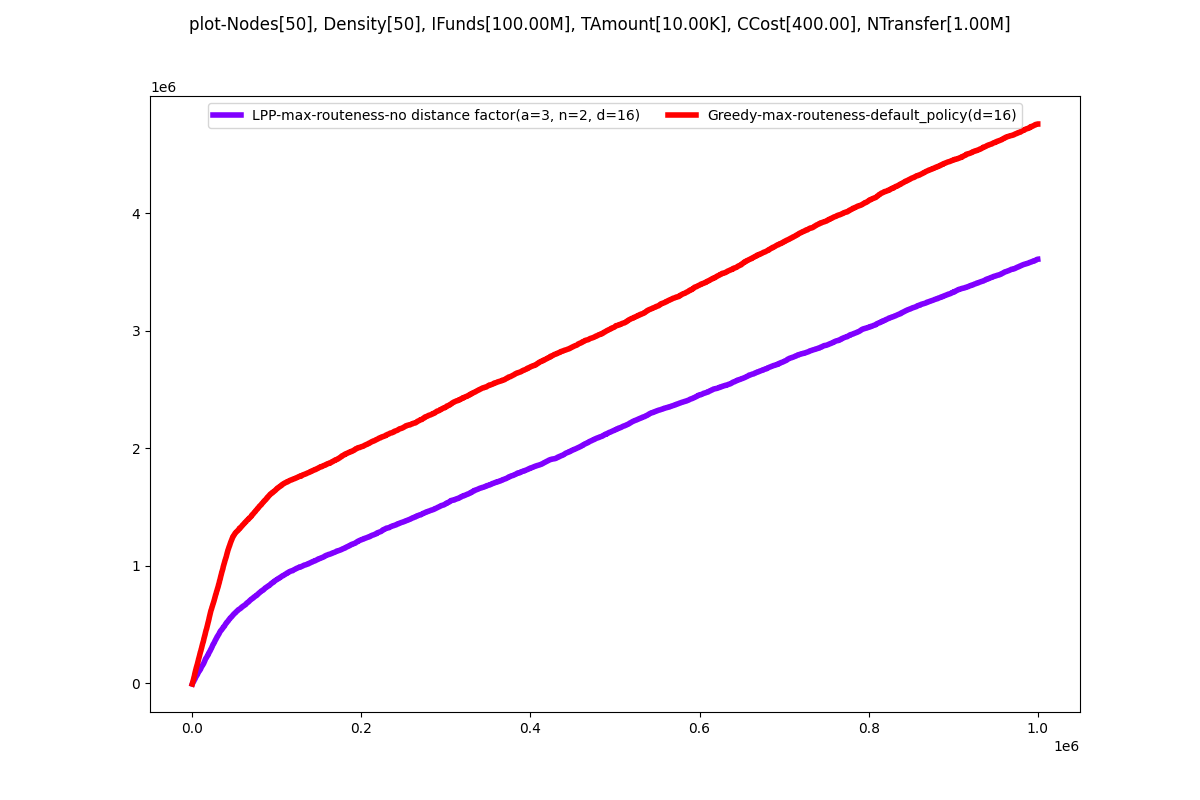 plot-Nodes[50], Density[50], IFunds[100.00M], TAmount[10.00K], CCost[400.00], NTransfer[1.00M]
1e6
LPP-max-routeness-no distance factor(a=3, n=2, d=16)
Greedy-max-routeness-default_policy(d=16)
4
3
2
1
0
0.0 0.2 0.4 0.6 0.8 1.0
1e6